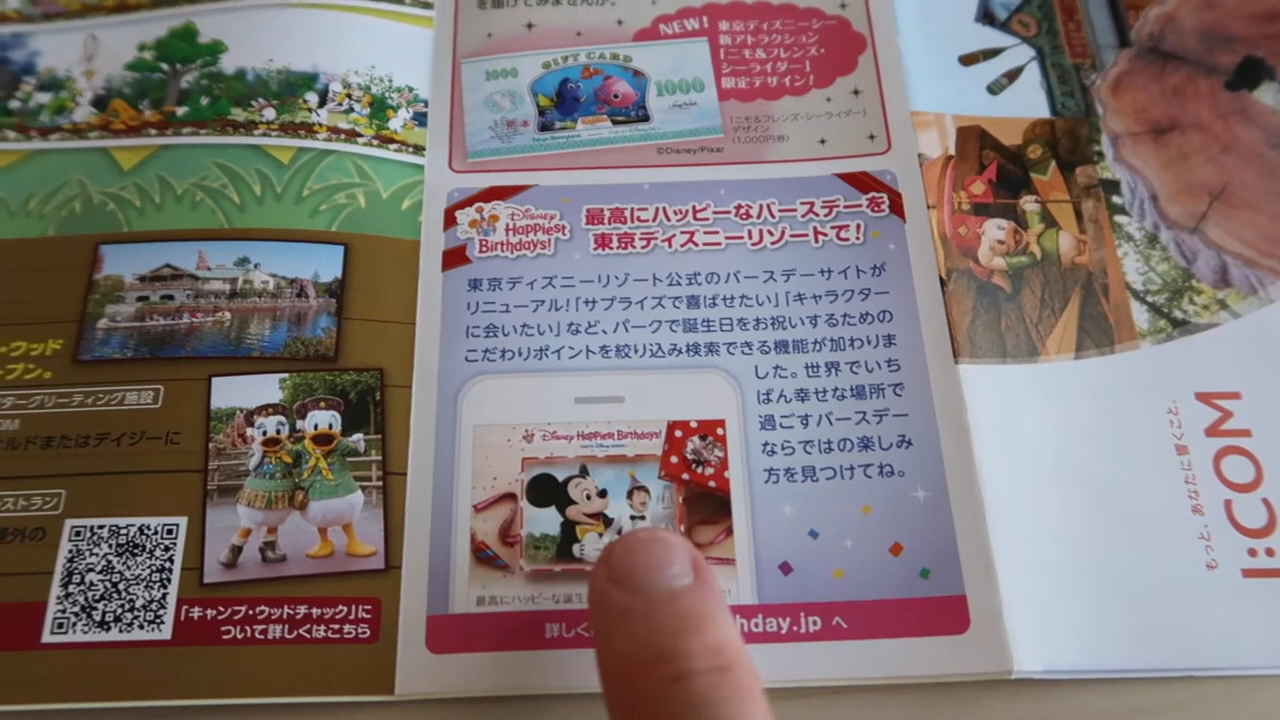 を届けてみませんか。
NEW!
東京ディズニーシー
新アトラクション
「ニモ&フレンズ・
シーライダー」
限定デザイン!
GIFT CARD
1000
1000
「ニモ&フレンズ・シーライダー」
デザイン
(1,000円券)
©Disney/Pixar
Disney
Happiest
Birthdays!
最高にハッピーなバースデーを
東京ディズニーリゾートで!
東京ディズニーリゾート公式のバースデーサイトが
リニューアル!「サプライズで喜ばせたい」「キャラクター
に会いたい」など、パークで誕生日をお祝いするための
こだわりポイントを絞り込み検索できる機能が加わりま
した。世界でいち
ばん幸せな場所で
過ごすバースデー
ならではの楽しみ
方を見つけてね。
Disney Happiest Birthdays!
最高にハッピーな誕生
詳しく
hday.jp へ
・ウッド
ープン。
ターグリーティング施設
ルドまたはデイジーに
ストラン
屋外の
「キャンプ・ウッドチャック」に
ついて詳しくはこちら
もっと、あなたに響くこと。
J:COM